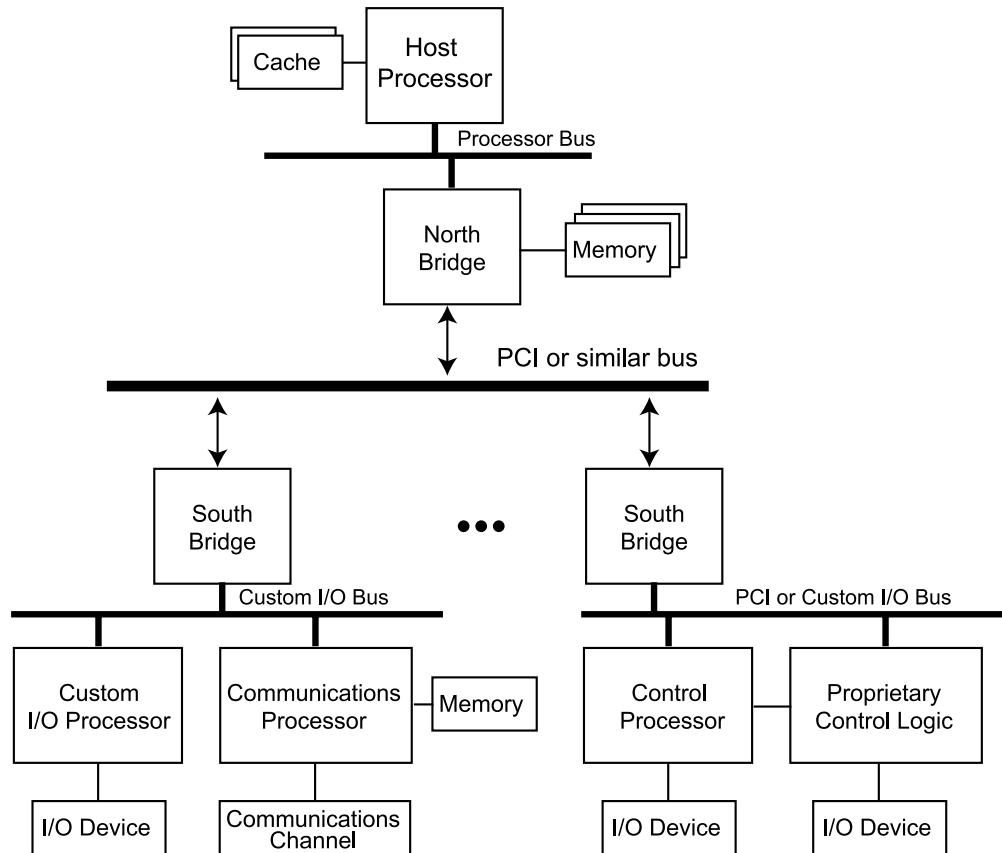 Host
Processor
Cache
Processor Bus
North
Bridge
Memory
PCI or similar bus
South
Bridge
South
Bridge
Custom I/O Bus
PCI or Custom I/O Bus
Custom
I/O Processor
Communications
Processor
Memory
Control
Processor
Proprietary
Control Logic
I/O Device
Communications
Channel
I/O Device
I/O Device